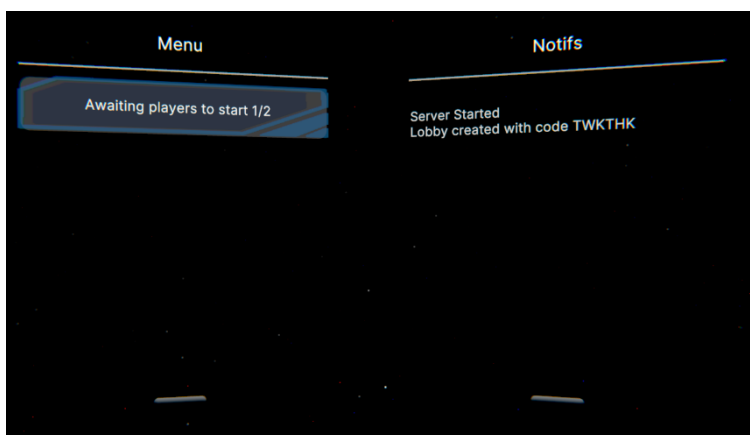 Menu
Awaiting players to start 1/2
Notifs
Server Started
Lobby created with code TWKTHK